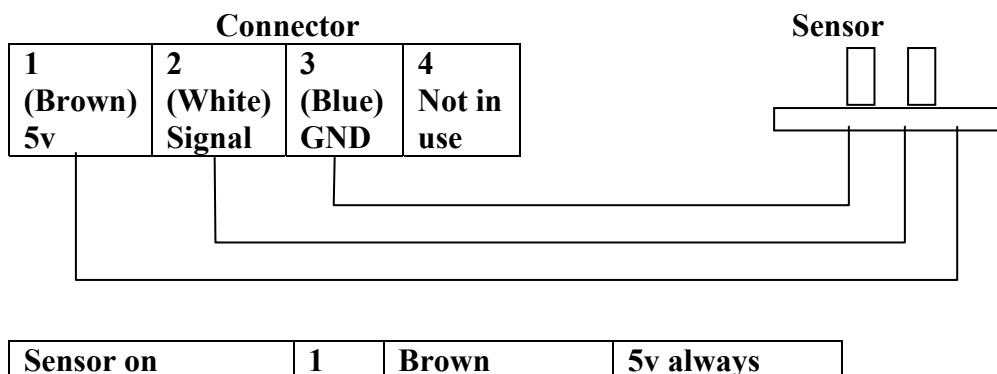 Connector Sensor
1 2 3 4
(Brown) (White) (Blue) Not in
5v Signal GND use
Sensor on 1 Brown 5v always